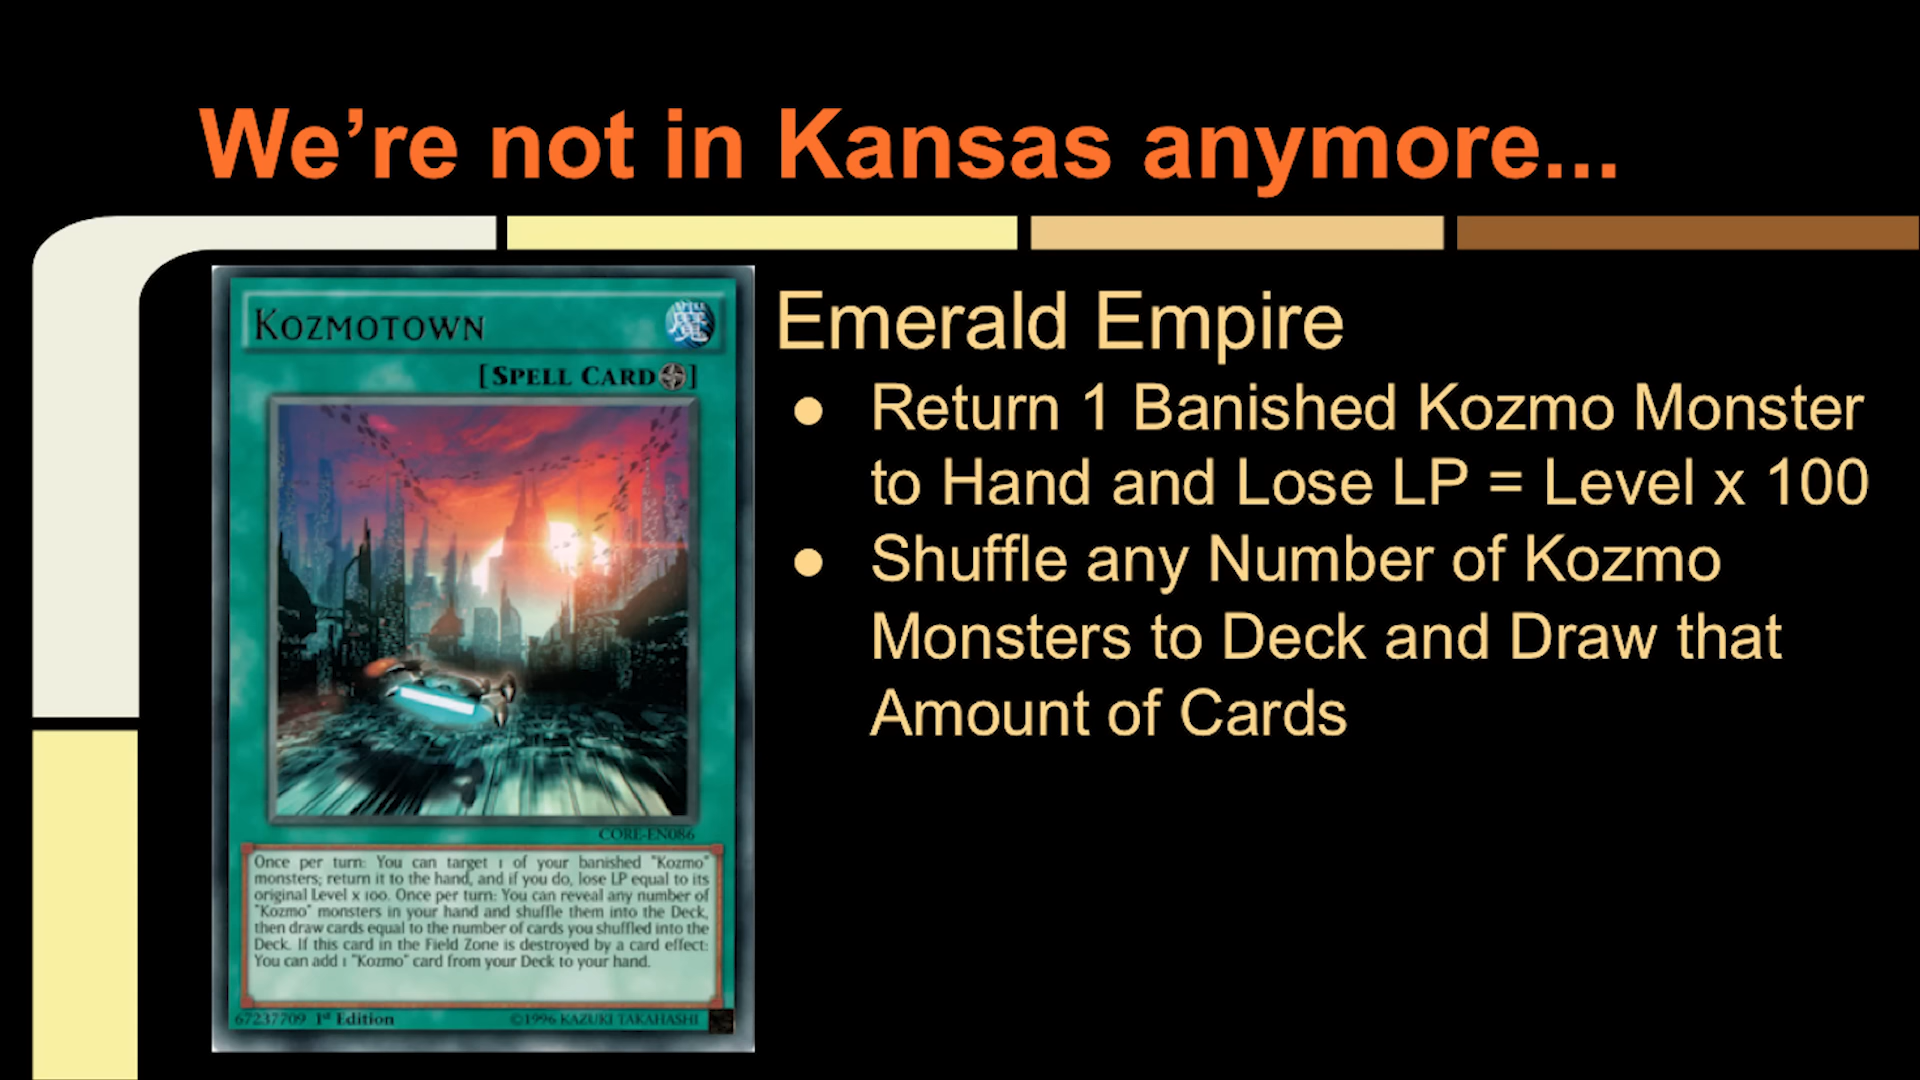 We’re not in Kansas anymore...
KOZMOTOWN
[SPELL CARD]
CORE-EN086
Once per turn: You can target 1 of your banished "Kozmo"
monsters; return it to the hand, and if you do, lose LP equal to its
original Level x 100. Once per turn: You can reveal any number of
"Kozmo" monsters in your hand and shuffle them into the Deck,
then draw cards equal to the number of cards you shuffled into the
Deck. If this card in the Field Zone is destroyed by a card effect:
You can add 1 "Kozmo" card from your Deck to your hand.
67237709 1st Edition
©1996 KAZUKI TAKAHASHI
Emerald Empire
● Return 1 Banished Kozmo Monster
to Hand and Lose LP = Level x 100
● Shuffle any Number of Kozmo
Monsters to Deck and Draw that
Amount of Cards